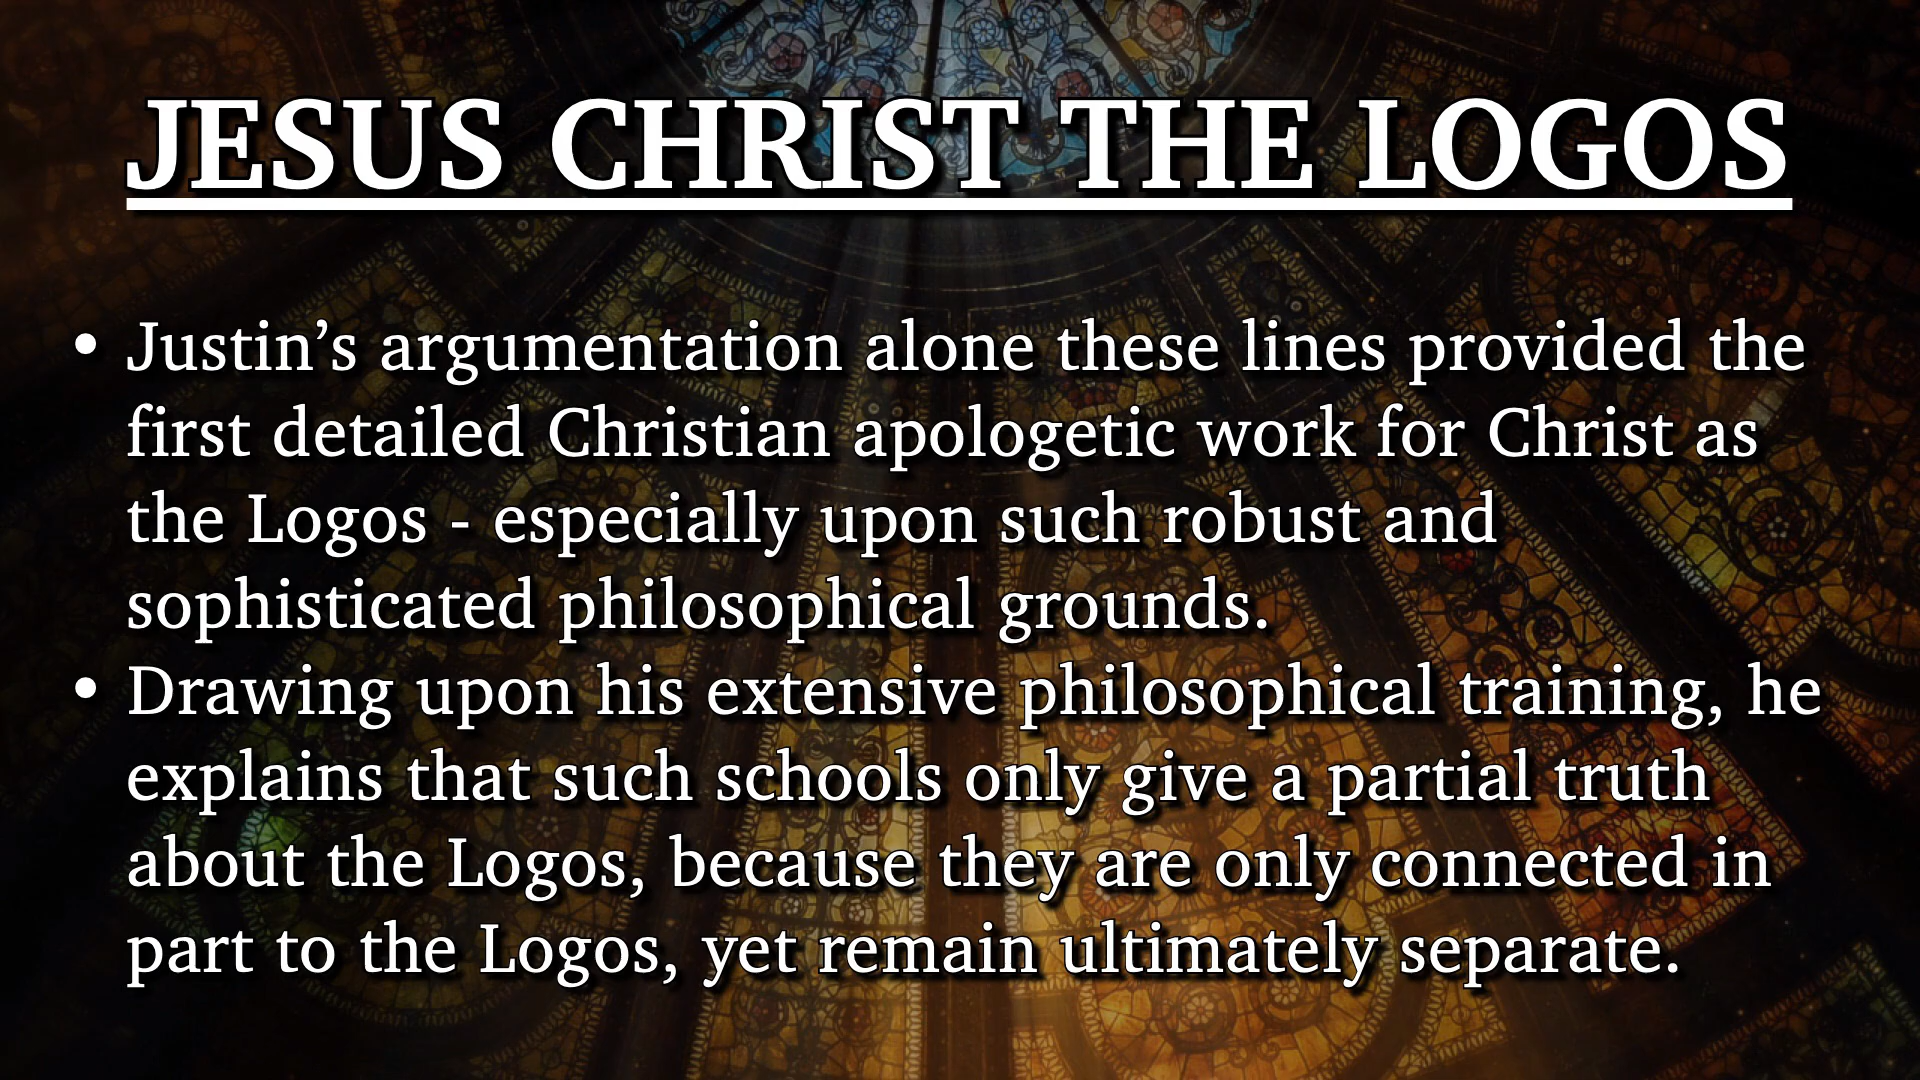 JESUS CHRIST THE LOGOS
• Justin’s argumentation alone these lines provided the
first detailed Christian apologetic work for Christ as
the Logos - especially upon such robust and
sophisticated philosophical grounds.
• Drawing upon his extensive philosophical training, he
explains that such schools only give a partial truth
about the Logos, because they are only connected in
part to the Logos, yet remain ultimately separate.